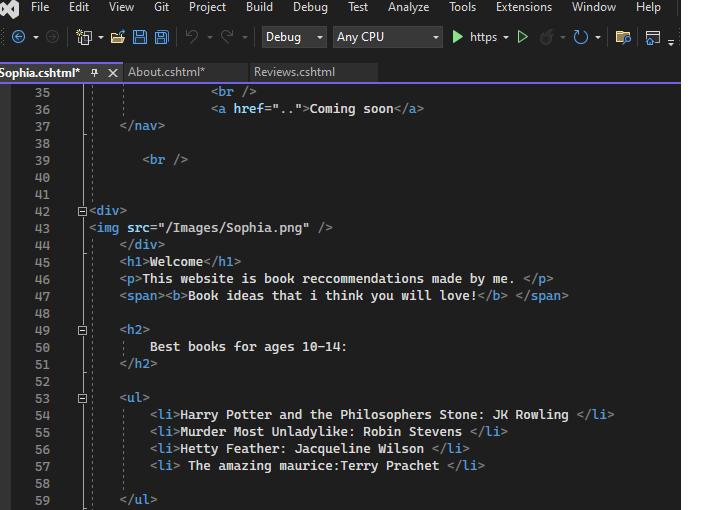 File Edit View Git Project Build Debug Test Analyze Tools Extensions Window Help
Debug Any CPU https
Sophia.cshtml* About.cshtml* Reviews.cshtml
35 <br />
36 <a href="..">Coming soon</a>
37 </nav>
38
39 <br />
40
41
42 <div>
43 <img src="/Images/Sophia.png" />
44 </div>
45 <h1>Welcome</h1>
46 <p>This website is book reccommendations made by me. </p>
47 <span><b>Book ideas that i think you will love!</b> </span>
48
49 <h2>
50 Best books for ages 10-14:
51 </h2>
52
53 <ul>
54 <li>Harry Potter and the Philosophers Stone: JK Rowling </li>
55 <li>Murder Most Unladylike: Robin Stevens </li>
56 <li>Hetty Feather: Jacqueline Wilson </li>
57 <li> The amazing maurice:Terry Prachet </li>
58
59 </ul>